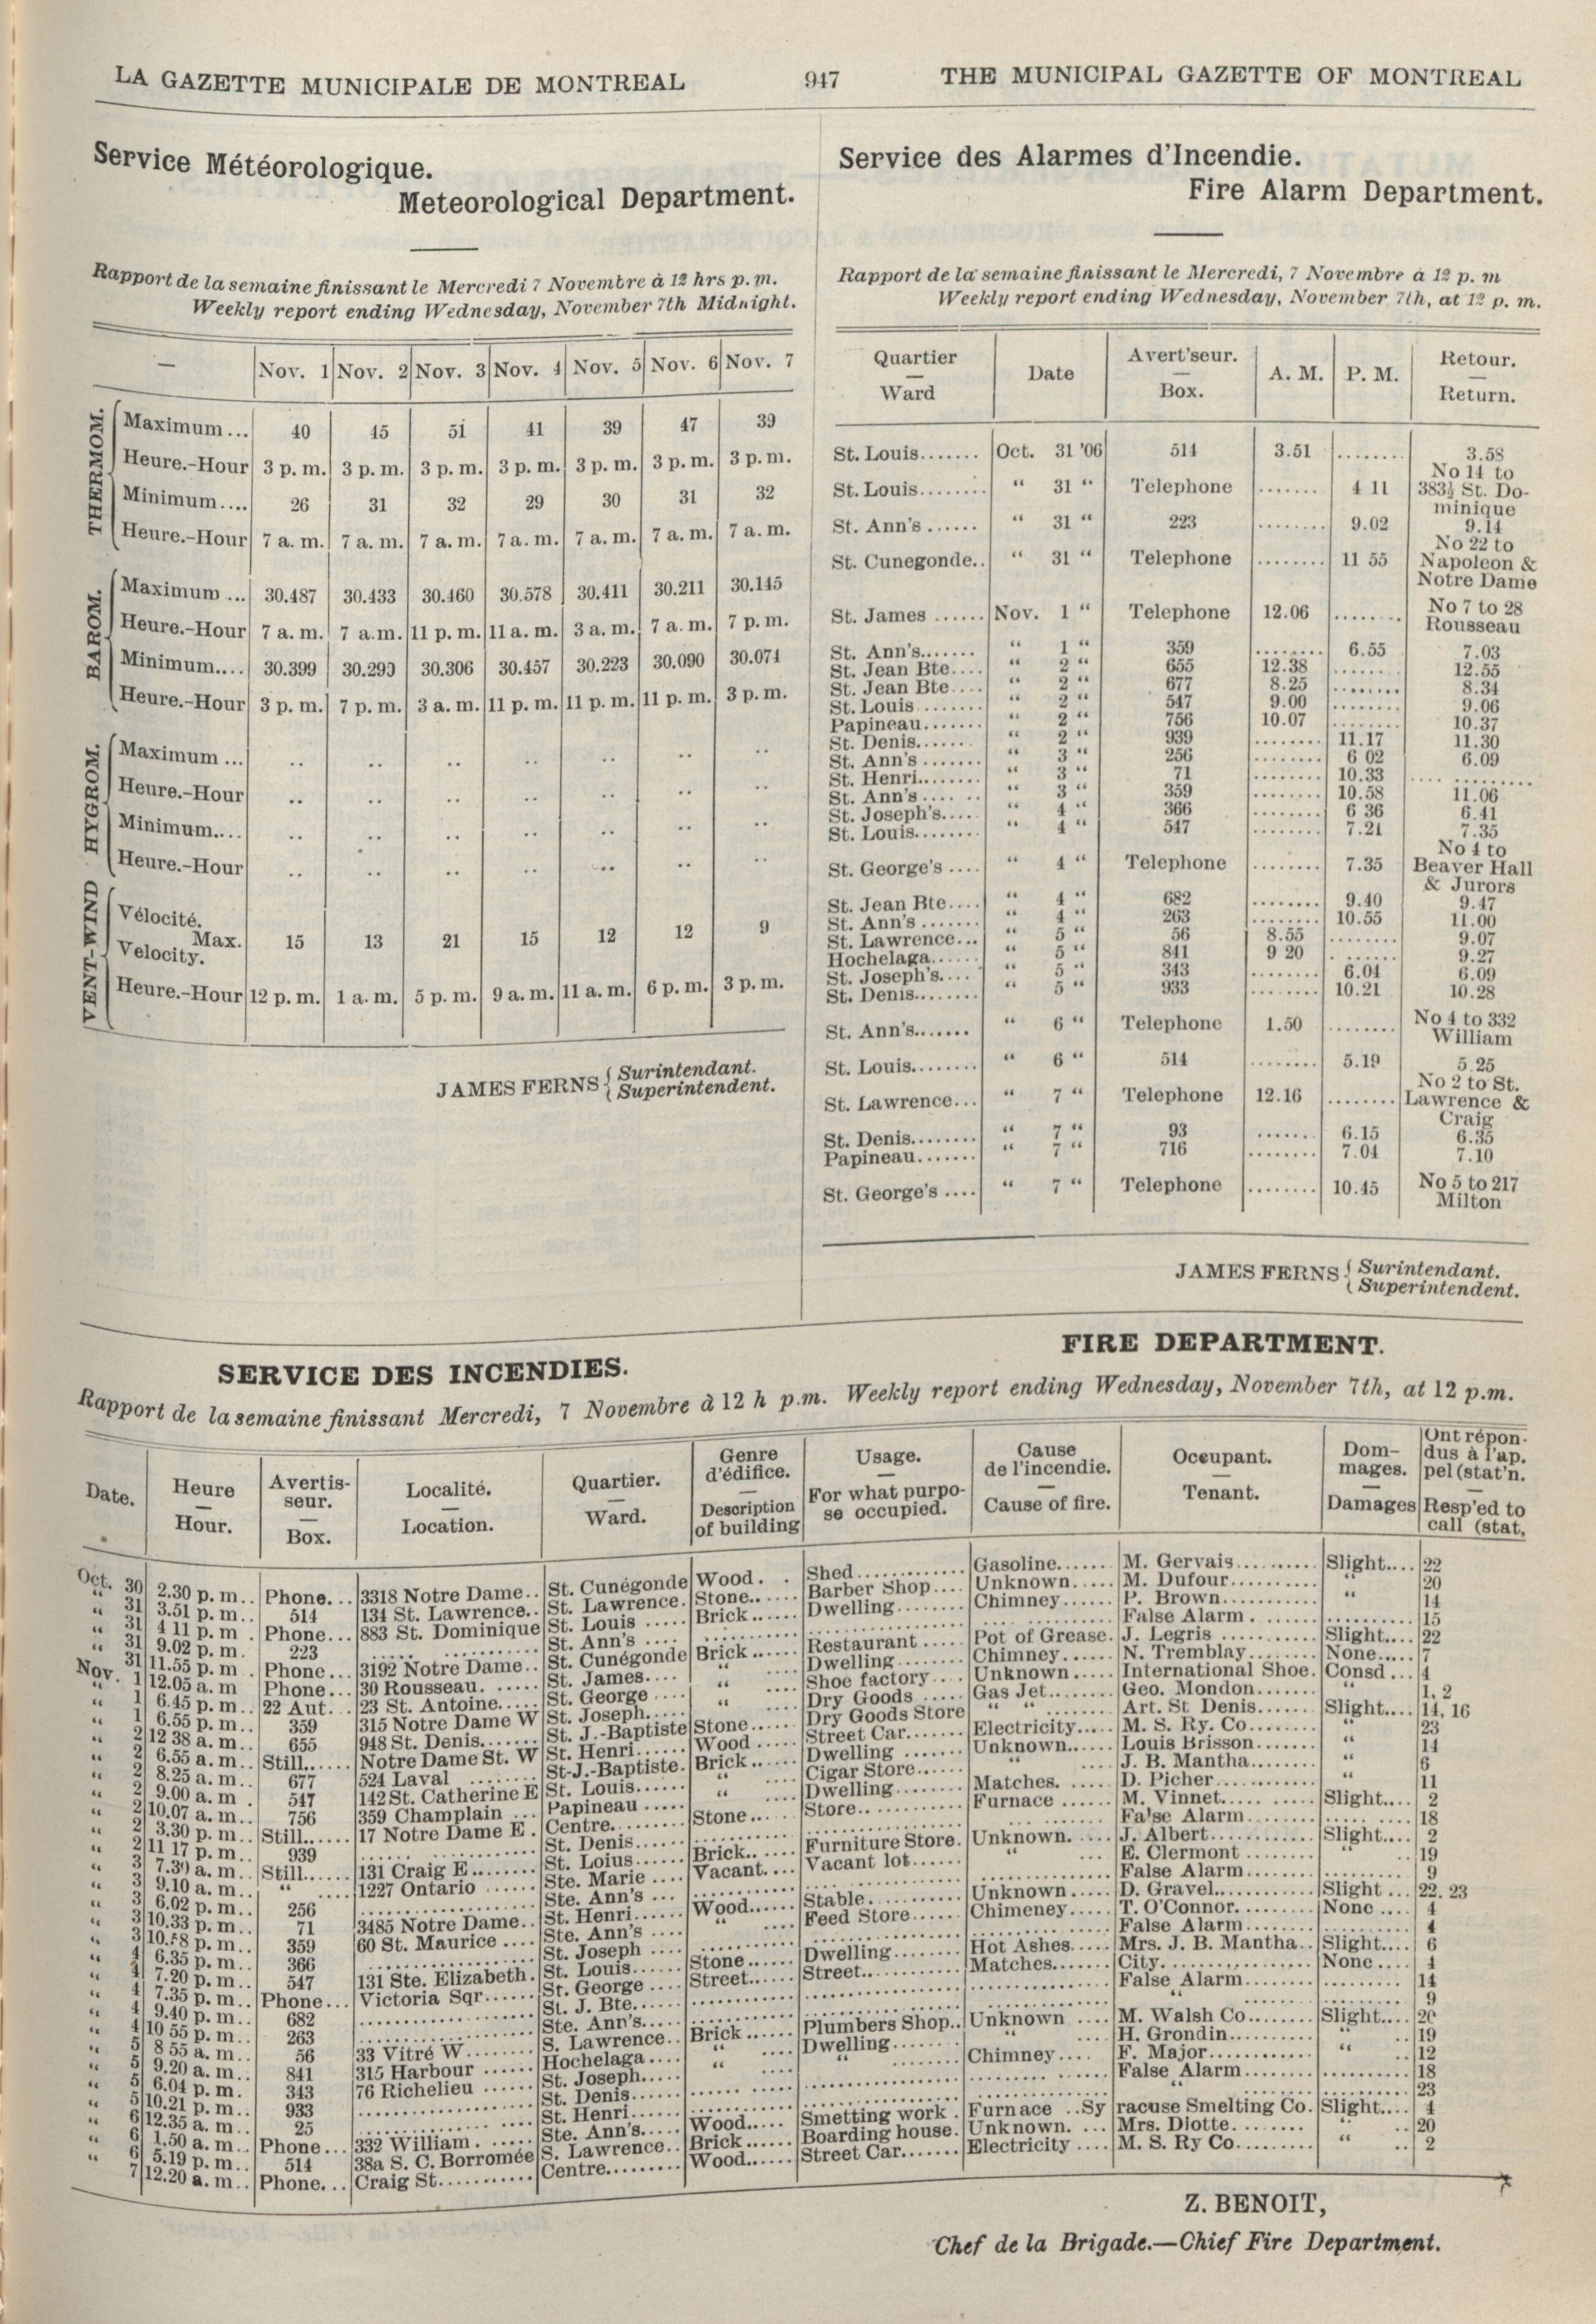 LA GAZETTE MUNICIPALE DE MONTREAL 947 THE MUNICIPAL GAZETTE OF MONTREAL
Service Météorologique.
Meteorological Department.
Rapport de la semaine finissant le Mercredi 7 Novembre à 12 hrs p. m.
Weekly report ending Wednesday, November 7th Midnight.
— Nov. 1 Nov. 2 Nov. 3 Nov. 4 Nov. 5 Nov. 6 Nov. 7
THERMOM.
Maximum... 40 45 51 41 39 47 39
Heure.-Hour 3 p. m. 3 p. m. 3 p. m. 3 p. m. 3 p. m. 3 p. m. 3 p. m.
Minimum.... 26 31 32 29 30 31 32
Heure.-Hour 7 a. m. 7 a. m. 7 a. m. 7 a. m. 7 a. m. 7 a. m. 7 a. m.
BAROM.
Maximum ... 30.487 30.433 30.460 30.578 30.411 30.211 30.145
Heure.-Hour 7 a. m. 7 a.m. 11 p. m. 11 a. m. 3 a. m. 7 a. m. 7 p. m.
Minimum.... 30.399 30.299 30.306 30.457 30.223 30.090 30.074
Heure.-Hour 3 p. m. 7 p. m. 3 a. m. 11 p. m. 11 p. m. 11 p. m. 3 p. m.
HYGROM.
Maximum ... .. .. .. .. .. .. ..
Heure.-Hour .. .. .. .. .. .. ..
Minimum.... .. .. .. .. .. .. ..
Heure.-Hour .. .. .. .. .. .. ..
VENT-WIND
Vélocité.
Max. 15 13 21 15 12 12 9
Velocity.
Heure.-Hour 12 p. m. 1 a. m. 5 p. m. 9 a. m. 11 a. m. 6 p. m. 3 p. m.
JAMES FERNS { Surintendant.
Superintendent.
Service des Alarmes d'Incendie.
Fire Alarm Department.
Rapport de la semaine finissant le Mercredi, 7 Novembre à 12 p. m
Weekly report ending Wednesday, November 7th, at 12 p. m.
Quartier — Ward Date Avert'seur. — Box. A. M. P. M. Retour. — Return.
St. Louis....... Oct. 31 '06 514 3.51 ........ 3.58
St. Louis........ " 31 " Telephone ....... 4 11 No 14 to 383½ St. Dominique
St. Ann's ...... " 31 " 223 ........ 9.02 9.14
St. Cunegonde.. " 31 " Telephone ........ 11 55 No 22 to Napoleon & Notre Dame
St. James ...... Nov. 1 " Telephone 12.06 ....... No 7 to 28 Rousseau
St. Ann's....... " 1 " 359 ........ 6.55 7.03
St. Jean Bte.... " 2 " 655 12.38 ....... 12.55
St. Jean Bte.... " 2 " 677 8.25 ........ 8.34
St. Louis ....... " 2 " 547 9.00 ........ 9.06
Papineau....... " 2 " 756 10.07 ........ 10.37
St. Denis....... " 2 " 939 ........ 11.17 11.30
St. Ann's ....... " 3 " 256 ........ 6 02 6.09
St. Henri........ " 3 " 71 ........ 10.33 .... .........
St. Ann's .... .. " 3 " 359 ........ 10.58 11.06
St. Joseph's.... " 4 " 366 ........ 6 36 6.41
St. Louis........ " 4 " 547 ........ 7.21 7.35
St. George's .... " 4 " Telephone ........ 7.35 No 4 to Beaver Hall & Jurors
St. Jean Bte.... " 4 " 682 ........ 9.40 9.47
St. Ann's ....... " 4 " 263 ........ 10.55 11.00
St. Lawrence... " 5 " 56 8.55 ........ 9.07
Hochelaga...... " 5 " 841 9 20 ....... 9.27
St. Joseph's.... " 5 " 343 ........ 6.04 6.09
St. Denis........ " 5 " 933 ........ 10.21 10.28
St. Ann's....... " 6 " Telephone 1.50 ........ No 4 to 332 William
St. Louis........ " 6 " 514 ........ 5.19 5.25
St. Lawrence... " 7 " Telephone 12.16 ........ No 2 to St. Lawrence & Craig
St. Denis........ " 7 " 93 ....... 6.15 6.35
Papineau....... " 7 " 716 ........ 7.04 7.10
St. George's .... " 7 " Telephone ........ 10.45 No 5 to 217 Milton
JAMES FERNS { Surintendant.
Superintendent.
SERVICE DES INCENDIES. FIRE DEPARTMENT.
Rapport de la semaine finissant Mercredi, 7 Novembre à 12 h p.m. Weekly report ending Wednesday, November 7th, at 12 p.m.
Date. Heure — Hour. Avertisseur. — Box. Localité. — Location. Quartier. — Ward. Genre d'édifice. — Description of building Usage. — For what purpose occupied. Cause de l'incendie. — Cause of fire. Occupant. — Tenant. Dommages. — Damages Ont répondus à l'ap. pel (stat'n. — Resp'ed to call (stat,
Oct. 30 2.30 p. m.. Phone... 3318 Notre Dame.. St. Cunégonde Wood. . Shed............. Gasoline....... M. Gervais.......... Slight.... 22
" 31 3.51 p. m.. 514 134 St. Lawrence.. St. Lawrence. Stone.. .... Barber Shop.... Unknown..... M. Dufour.......... " 20
" 31 4 11 p. m . Phone... 883 St. Dominique St. Louis ..... Brick ...... Dwelling........ Chimney...... P. Brown........... " 14
" 31 9.02 p. m. 223 .................. St. Ann's .... .......... .......... .......... False Alarm ........ .......... 15
" 31 11.55 p. m . Phone... 3192 Notre Dame.. St. Cunégonde Brick ...... Restaurant ..... Pot of Grease. J. Legris ............ Slight.... 22
Nov. 1 12.05 a. m Phone... 30 Rousseau. ...... St. James.... " .... Dwelling........ Chimney...... N. Tremblay........ None..... 7
" 1 6.45 p. m.. 22 Aut. . 23 St. Antoine..... St. George .... " .... Shoe factory.... Unknown ..... International Shoe. Consd ... 4
" 1 6.55 p. m.. 359 315 Notre Dame W St. Joseph..... Dry Goods ..... Gas Jet........ Geo. Mondon....... " 1, 2
" 2 12 38 a. m.. 655 948 St. Denis....... St. J.-Baptiste Stone..... Dry Goods Store " " ....... Art. St Denis....... Slight.... 14, 16
" 2 6.55 a. m.. Still...... Notre Dame St. W St. Henri...... Wood ..... Street Car....... Electricity..... M. S. Ry. Co........ " 23
" 2 8.25 a. m.. 677 524 Laval ........ St-J.-Baptiste. Brick ...... Dwelling ....... Unknown...... Louis Brisson....... " 14
" 2 9.00 a. m . 547 142 St. Catherine E St. Louis...... " .... Cigar Store...... " .... J. B. Mantha........ " 6
" 2 10.07 a. m.. 756 359 Champlain ... Papineau ..... " .... Dwelling........ Matches. ..... D. Picher............ " 11
" 2 3.30 p. m.. Still...... 17 Notre Dame E . Centre......... Stone..... Store............ Furnace ...... M. Vinnet..... ..... Slight.... 2
" 2 11 17 p. m.. 939 .................. St. Denis...... .......... .......... .......... False Alarm........ .......... 18
" 3 7.30 a. m.. Still...... 131 Craig E........ St. Loius...... Brick.. .... Furniture Store. Unknown. .... J. Albert............ Slight.... 2
" 3 9.10 a. m.. " .... 1227 Ontario ...... Ste. Marie .... Vacant.... Vacant lot...... " .... E. Clermont ........ " .. 19
" 3 6.02 p. m.. 256 .................. Ste. Ann's ... .......... .......... .......... False Alarm........ .......... 9
" 3 10.33 p. m.. 71 3485 Notre Dame.. St. Henri...... Wood...... Stable........... Unknown ..... D. Gravel............ Slight ... 22. 23
" 3 10.58 p. m.. 359 60 St. Maurice .... Ste. Ann's .... " .... Feed Store...... Chimeney..... T. O'Connor........ None .... 4
" 4 6.35 p. m.. 366 .................. St. Joseph .... .......... .......... .......... False Alarm........ .......... 4
" 4 7.20 p. m.. 547 131 Ste. Elizabeth. St. Louis...... Stone...... Dwelling........ Hot Ashes..... Mrs. J. B. Mantha.. Slight.... 6
" 4 7.35 p. m.. Phone... Victoria Sqr...... St. George .... Street...... Street............ Matches....... City................. None .... 4
" 4 9.40 p. m.. 682 .................. St. J. Bte...... .......... .......... .......... False Alarm........ .......... 14
" 4 10 55 p. m.. 263 .................. Ste. Ann's..... .......... .......... .......... " .......... .......... 9
" 5 8 55 a. m.. 56 33 Vitré W........ S. Lawrence.. Brick ...... Plumbers Shop.. Unknown .... M. Walsh Co........ Slight.... 20
" 5 9.20 a. m.. 841 315 Harbour ...... Hochelaga.... " .... Dwelling........ " .... H. Grondin.......... " .. 19
" 5 6.04 p. m. 343 76 Richelieu ...... St. Joseph..... " .... " ........ Chimney.... F. Major............ " .. 12
" 5 10.21 p. m.. 933 .................. St. Denis...... .......... .......... .......... False Alarm........ .......... 18
" 6 12.35 a. m.. 25 .................. St. Henri...... .......... .......... .......... " .......... .......... 23
" 6 1.50 a. m.. Phone... 332 William. ...... Ste. Ann's..... Wood..... Smetting work . Furnace ..Sy racuse Smelting Co. Slight.... 4
" 6 5.19 p. m.. 514 38a S. C. Borromée S. Lawrence.. Brick ...... Boarding house. Unknown. ... Mrs. Diotte........ " .. 20
7 12.20 a. m.. Phone... Craig St........... Centre......... Wood...... Street Car....... Electricity .... M. S. Ry Co......... " .. 2
Z. BENOIT,
Chef de la Brigade.—Chief Fire Department.